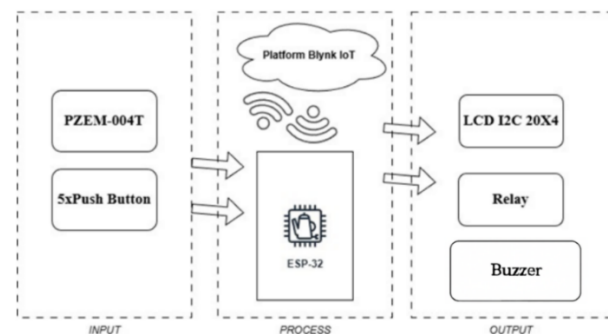 Platform Blynk IoT
PZEM-004T
5xPush Button
ESP-32
LCD I2C 20X4
Relay
Buzzer
INPUT
PROCESS
OUTPUT